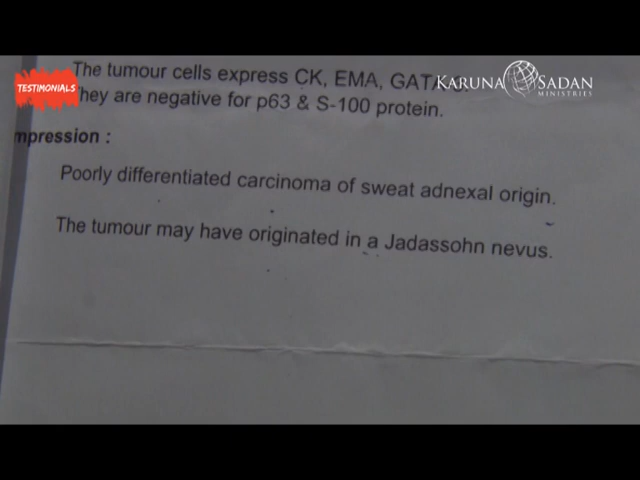 TESTIMONIALS
KARUNA SADAN
MINISTRIES
The tumour cells express CK, EMA,
They are negative for p63 & S-100 protein.
mpression :
Poorly differentiated carcinoma of sweat adnexal origin.
The tumour may have originated in a Jadassohn nevus.